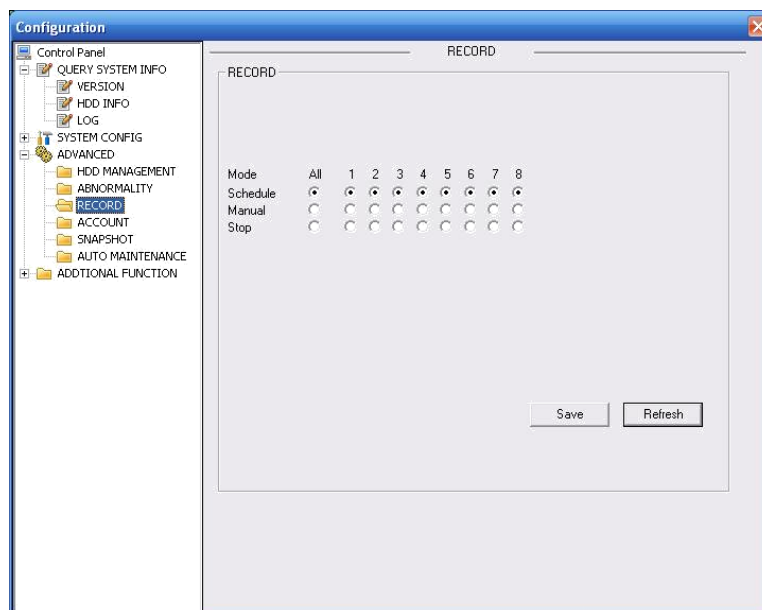 Configuration
Control Panel
QUERY SYSTEM INFO
VERSION
HDD INFO
LOG
SYSTEM CONFIG
ADVANCED
HDD MANAGEMENT
ABNORMALITY
RECORD
ACCOUNT
SNAPSHOT
AUTO MAINTENANCE
ADDTIONAL FUNCTION
RECORD
RECORD
Mode All 1 2 3 4 5 6 7 8
Schedule
Manual
Stop
Save Refresh